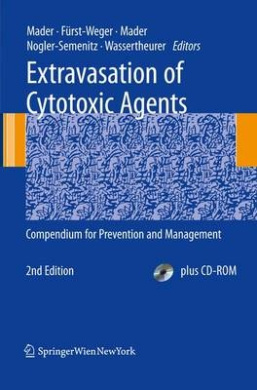 Mader · Fürst-Weger · Mader
Nogler-Semenitz · Wassertheurer Editors
Extravasation of
Cytotoxic Agents
Compendium for Prevention and Management
2nd Edition
plus CD-ROM
SpringerWienNewYork